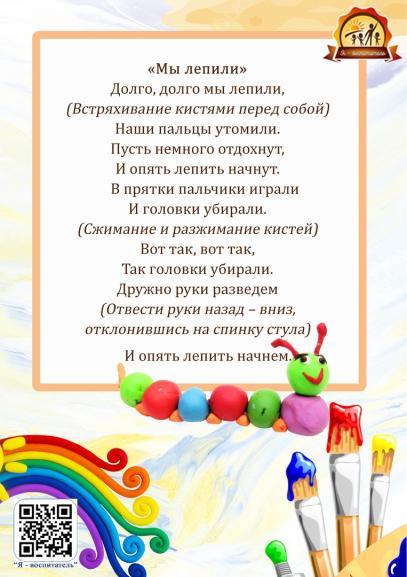 Я - воспитатель
«Мы лепили»
Долго, долго мы лепили,
(Встряхивание кистями перед собой)
Наши пальцы утомили.
Пусть немного отдохнут,
И опять лепить начнут.
В прятки пальчики играли
И головки убирали.
(Сжимание и разжимание кистей)
Вот так, вот так,
Так головки убирали.
Дружно руки разведем
(Отвести руки назад – вниз,
отклонившись на спинку стула)
И опять лепить начнем.
"Я - воспитатель"